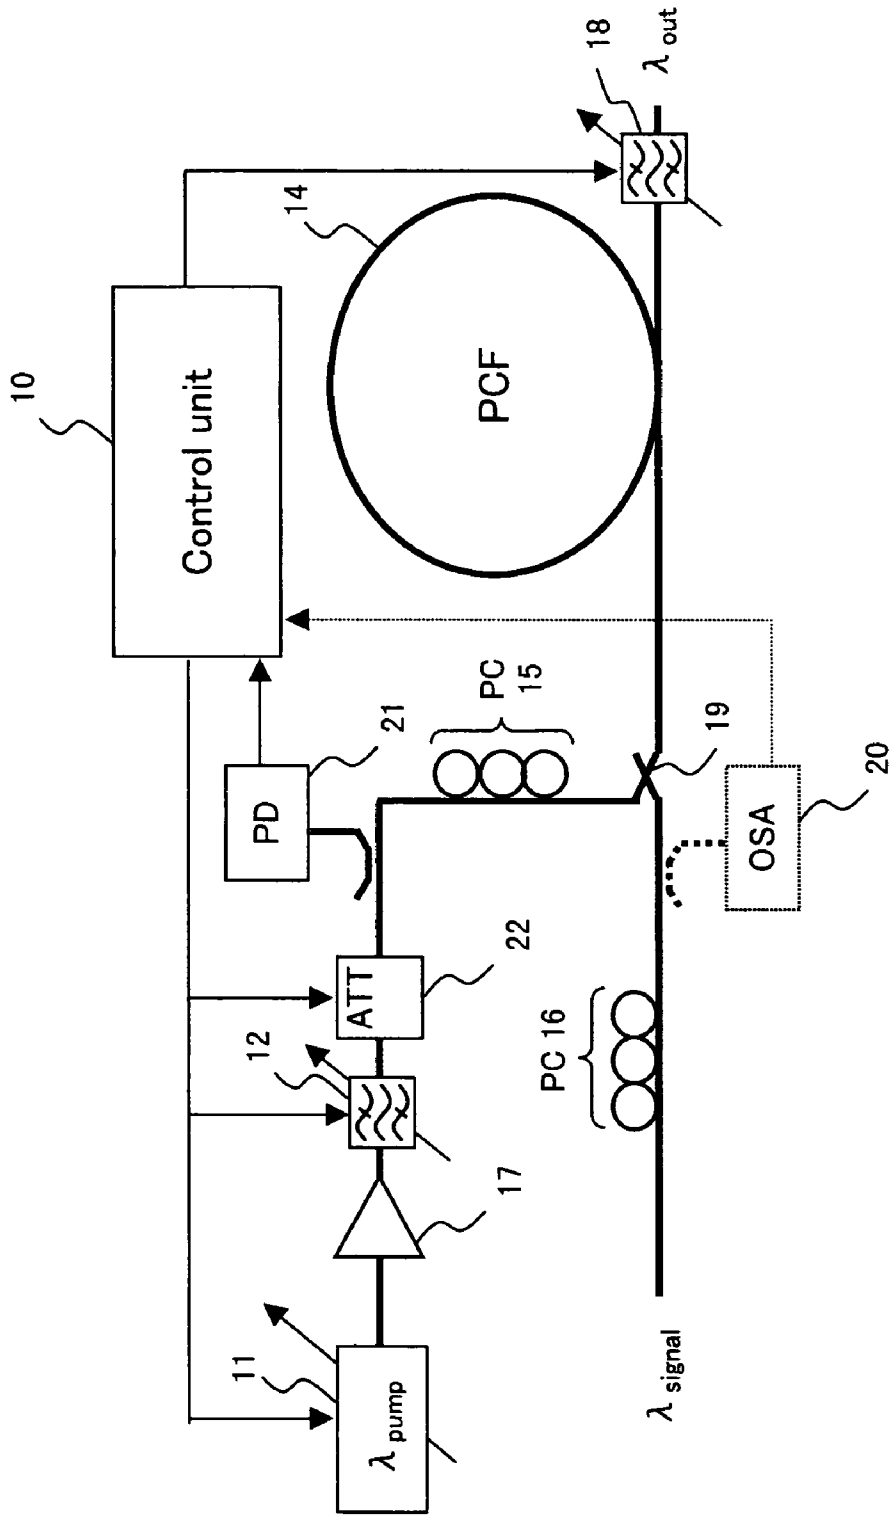 10
Control unit
14
PCF
18
λ out
PD
21
PC
15
19
OSA
20
ATT
22
12
17
PC 16
11
λ pump
λ signal